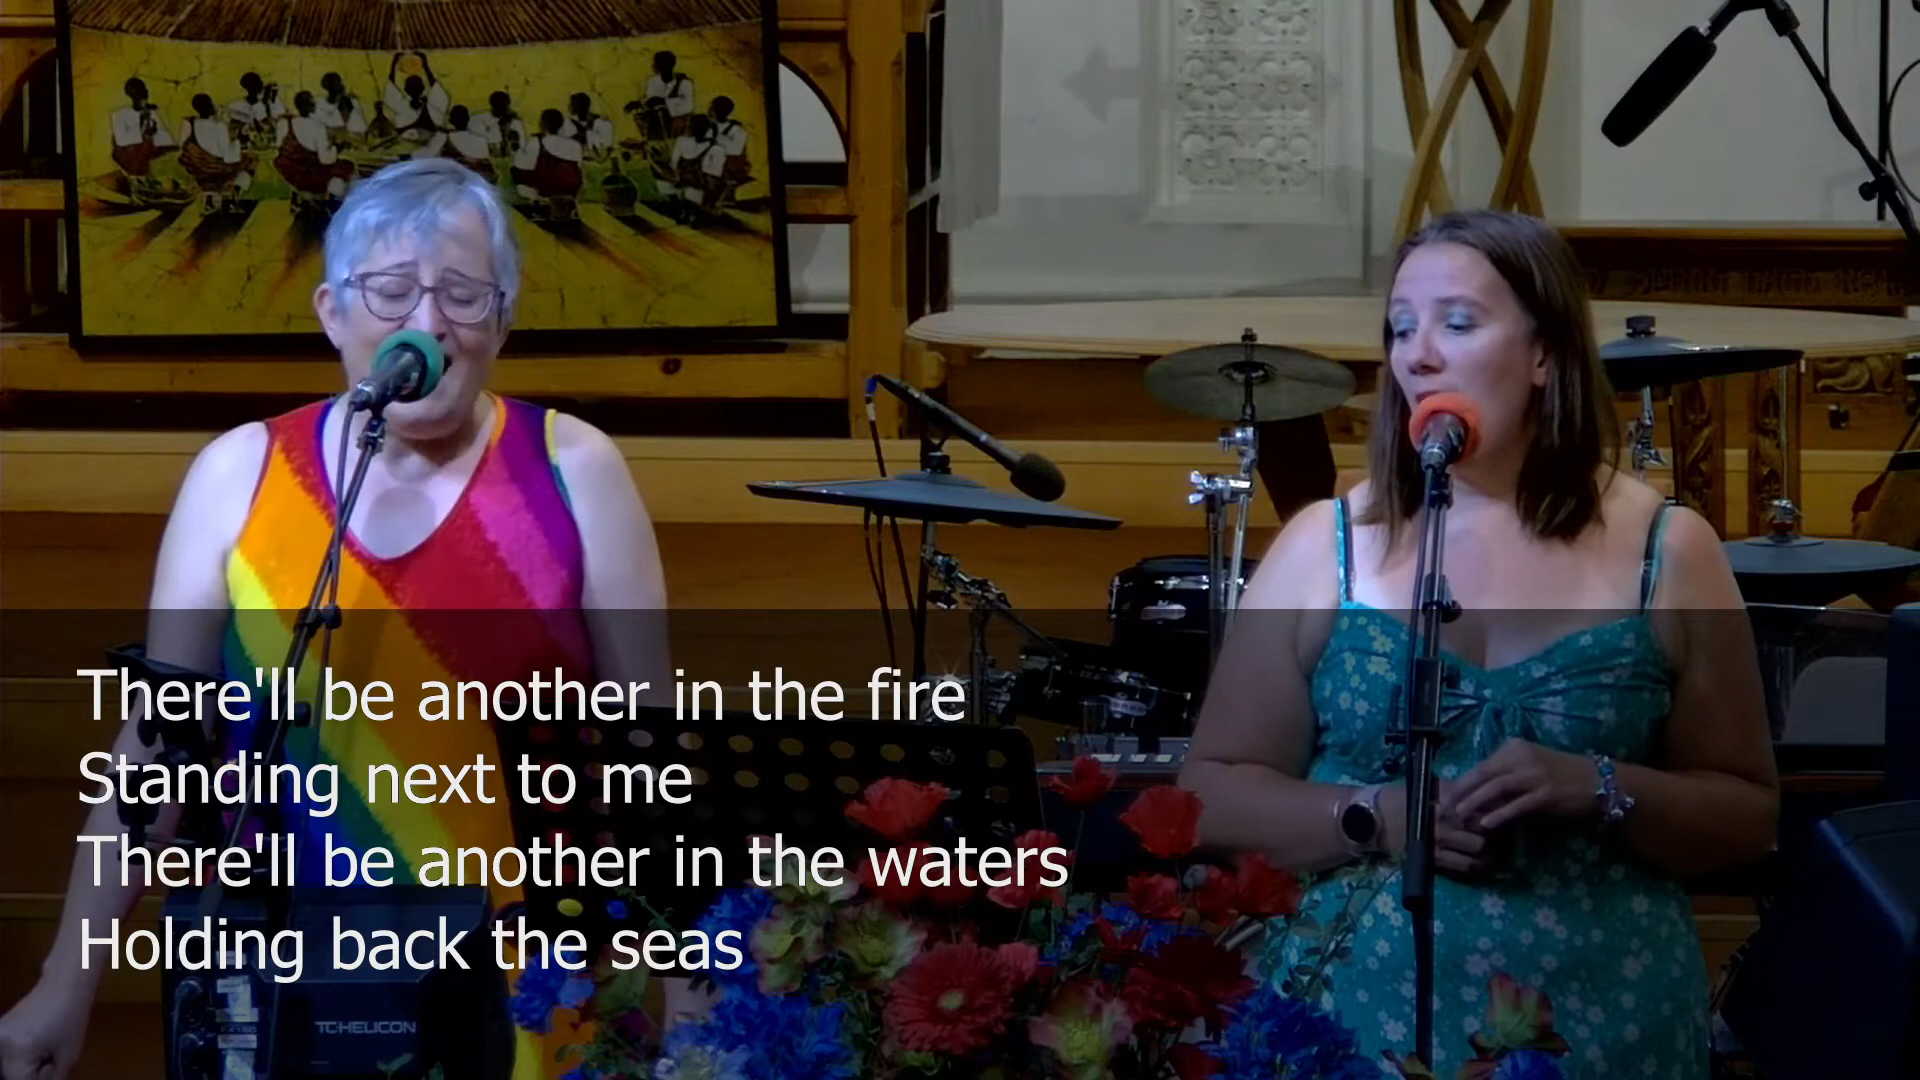 There'll be another in the fire
Standing next to me
There'll be another in the waters
Holding back the seas
TC·HELICON